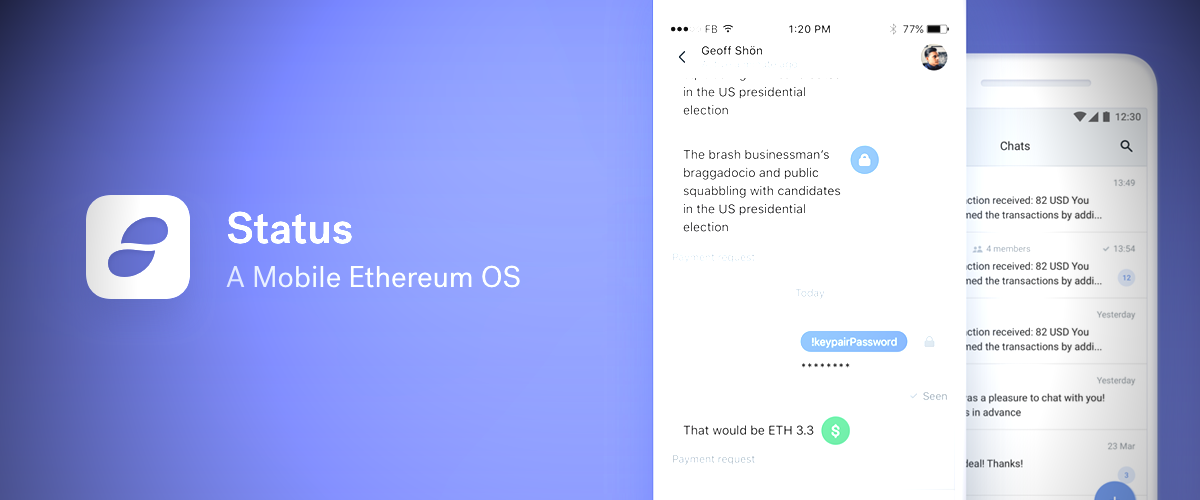 Status
A Mobile Ethereum OS
FB
1:20 PM
77%
Geoff Shön
in the US presidential
election
The brash businessman's
braggadocio and public
squabbling with candidates
in the US presidential
election
Payment request
Today
!keypairPassword
********
Seen
That would be ETH 3.3
$
Payment request
12:30
Chats
13:49
ction received: 82 USD You
med the transactions by addi...
4 members
13:54
ction received: 82 USD You
med the transactions by addi...
12
Yesterday
ction received: 82 USD You
med the transactions by addi...
Yesterday
as a pleasure to chat with you!
s in advance
23 Mar
deal! Thanks!
3